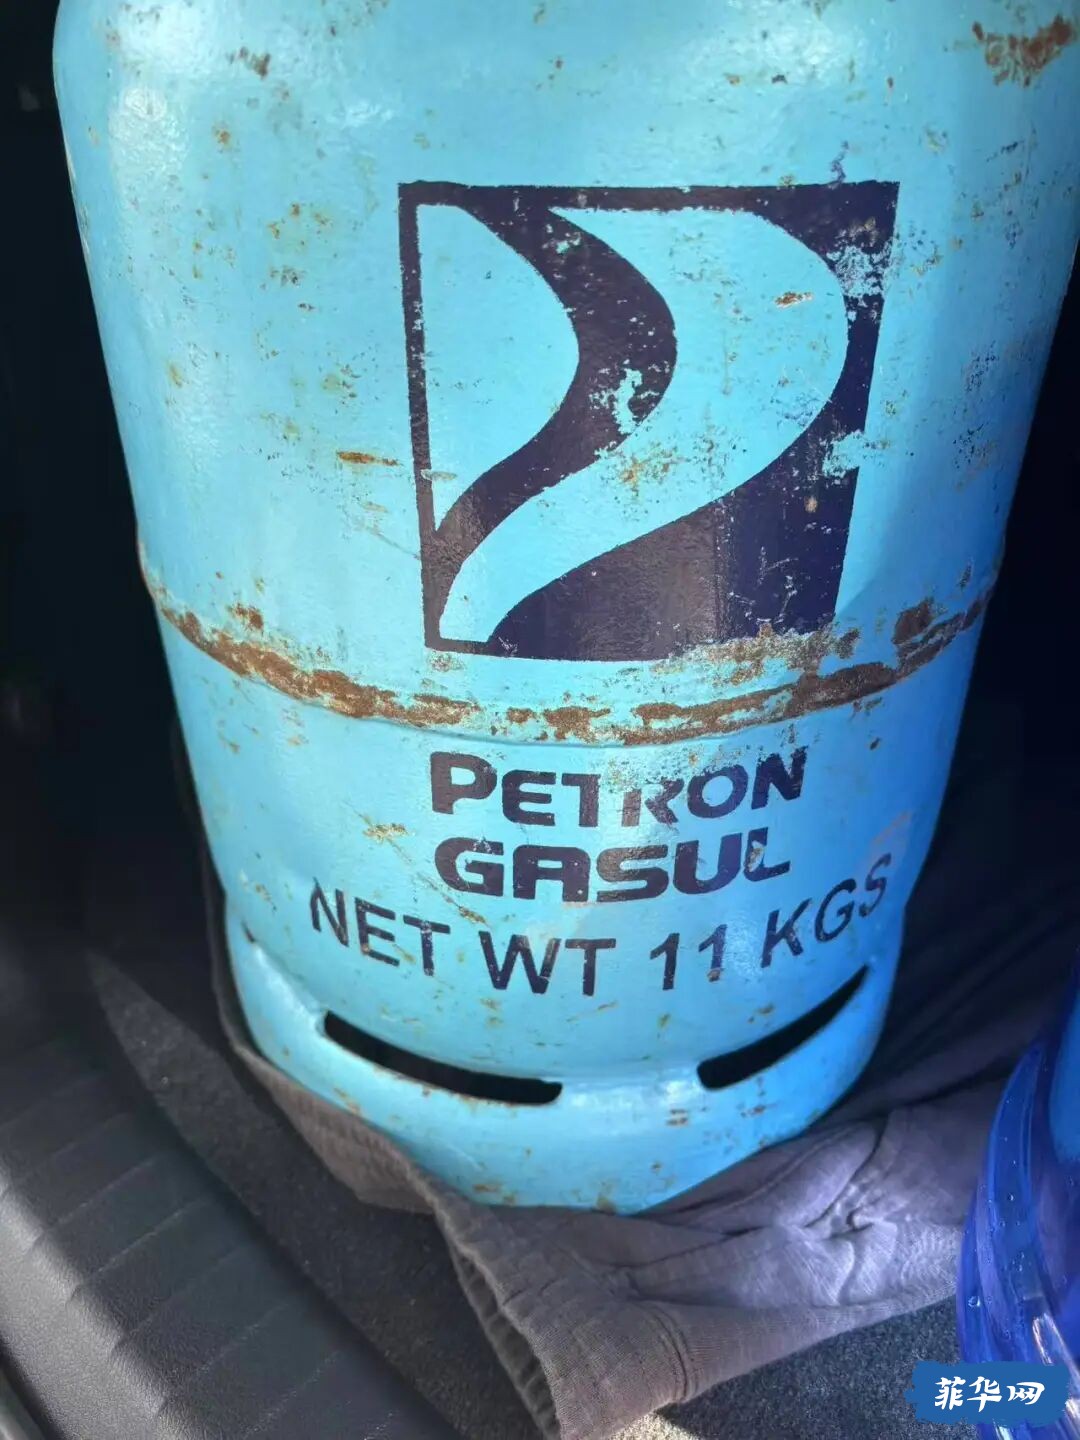 PETRON
GASUL
NET WT 11 KGS
菲华网